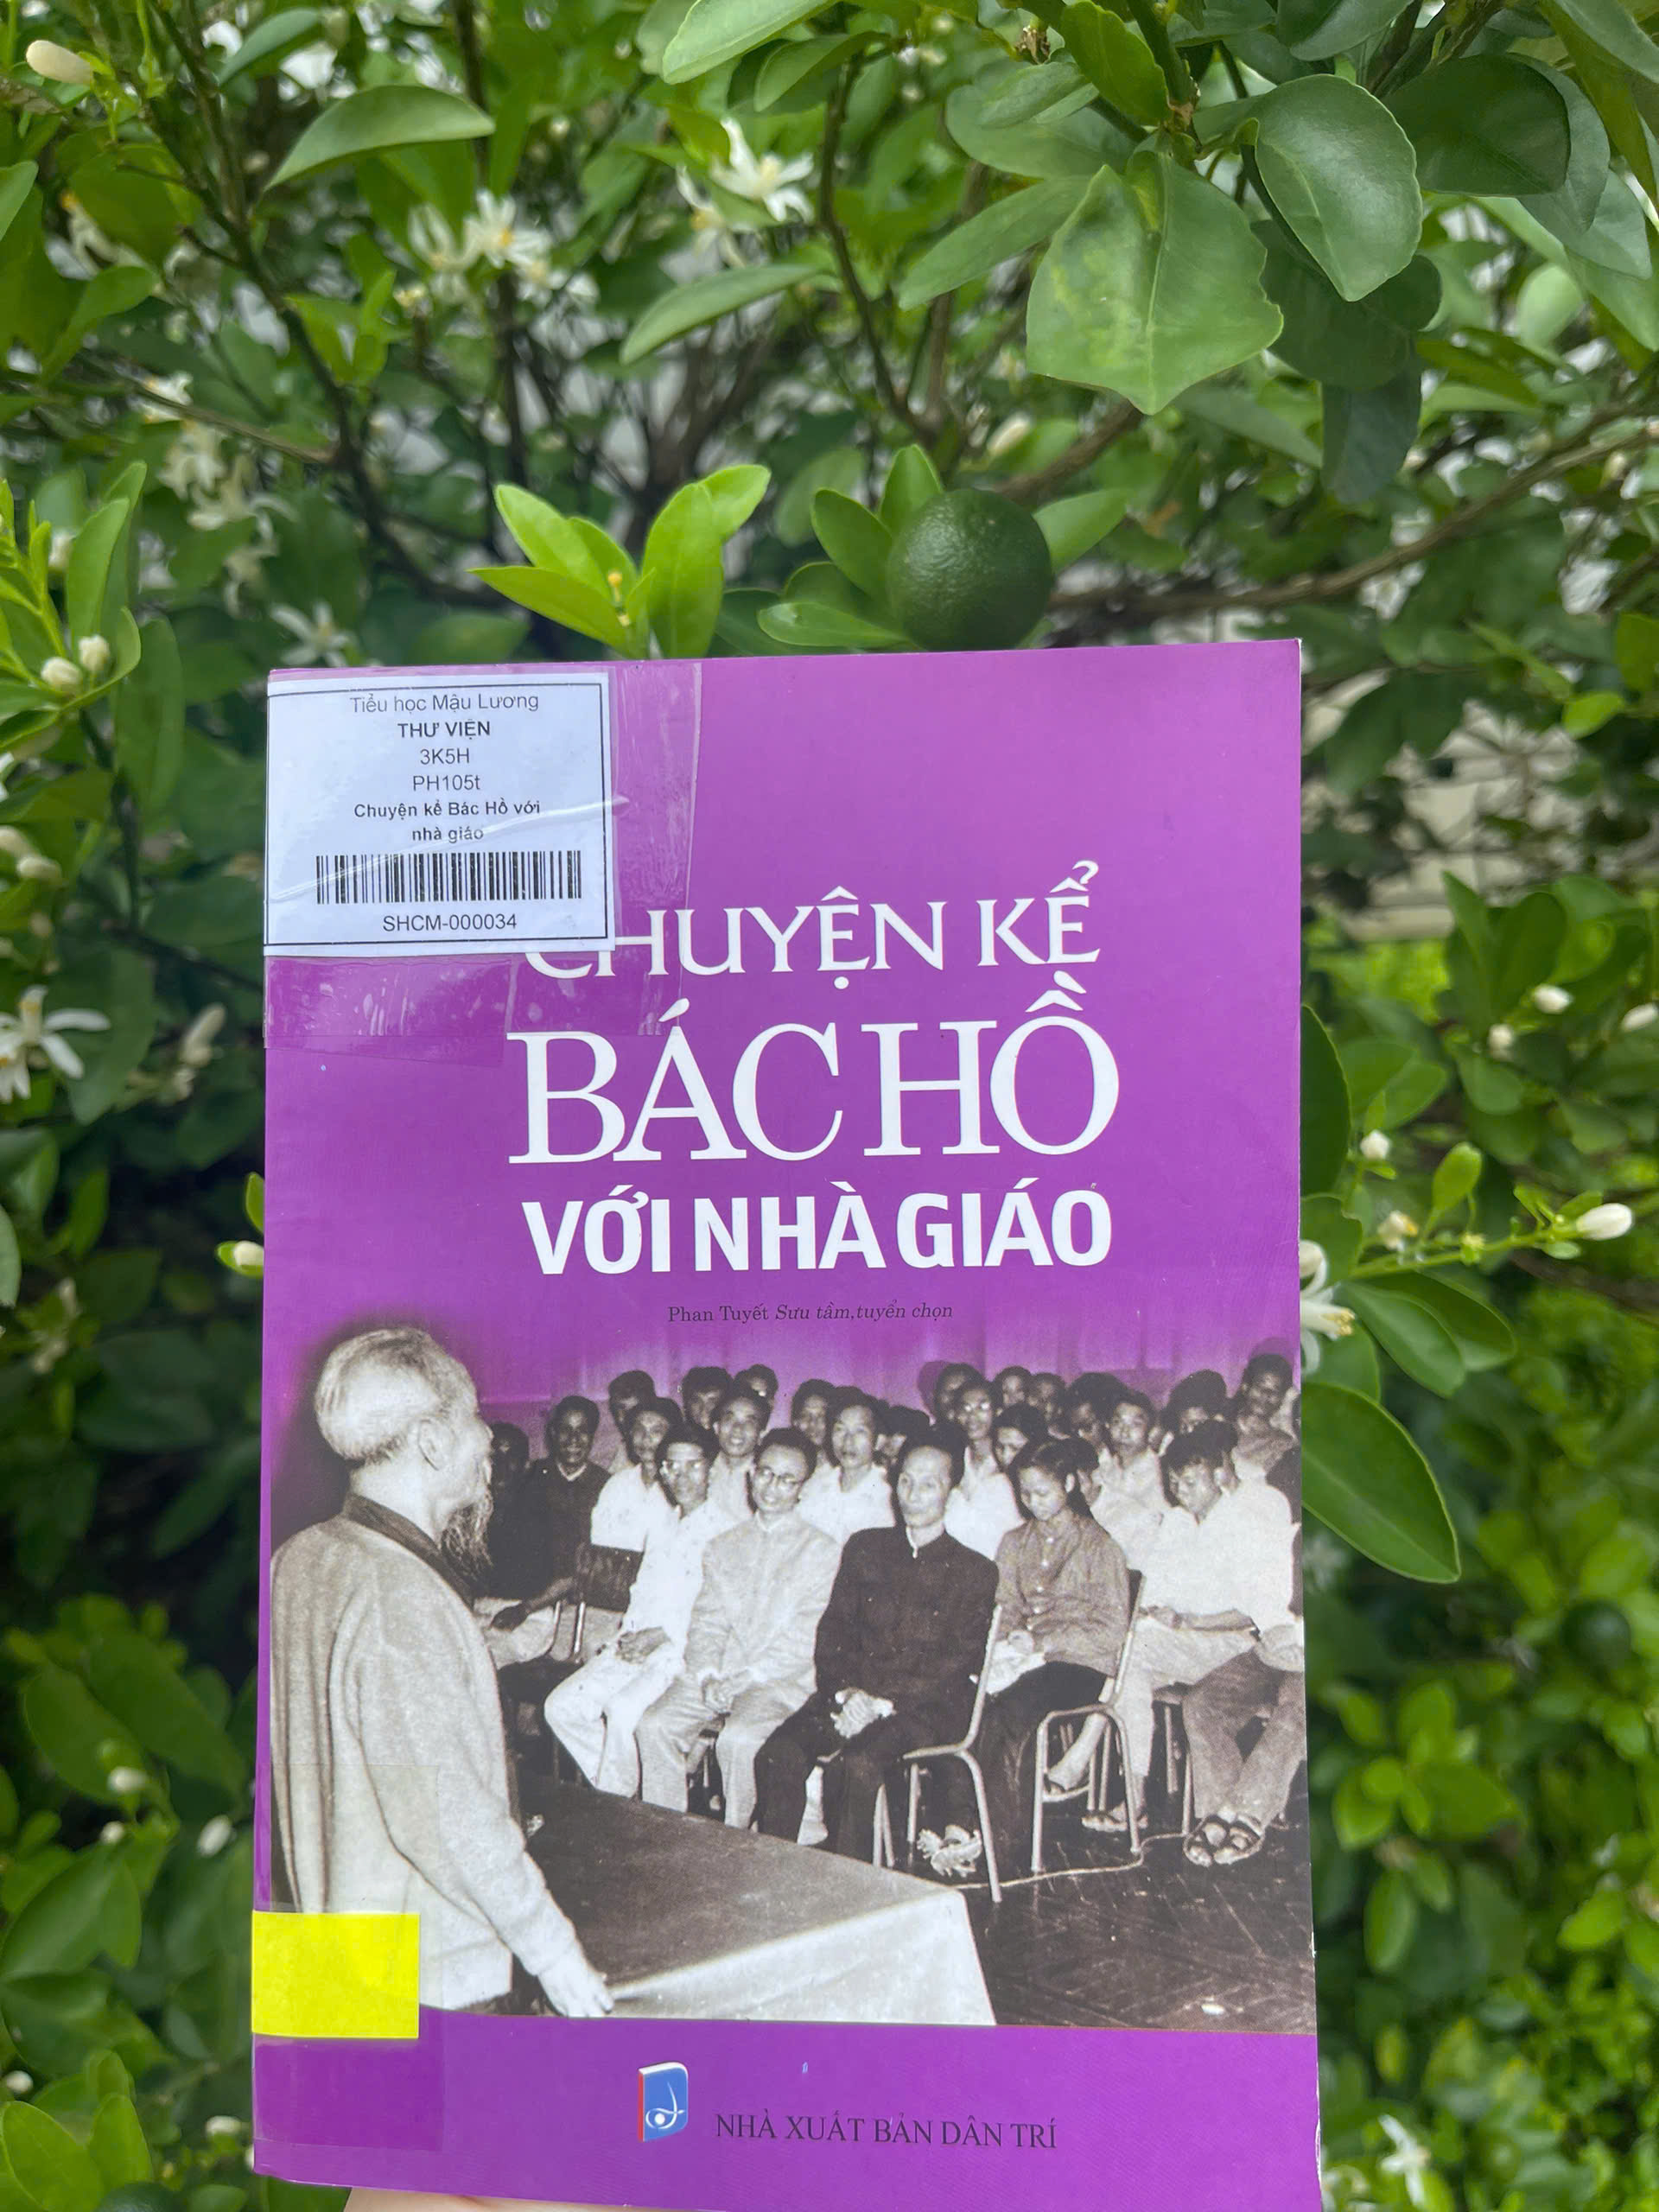 Tiểu học Mậu Lương
THƯ VIỆN
3K5H
PH105t
Chuyện kể Bác Hồ với
nhà giáo
SHCM-000034
CHUYỆN KỂ
BÁC HỒ
VỚI NHÀ GIÁO
Phan Tuyết Sưu tầm,tuyển chọn
NHÀ XUẤT BẢN DÂN TRÍ